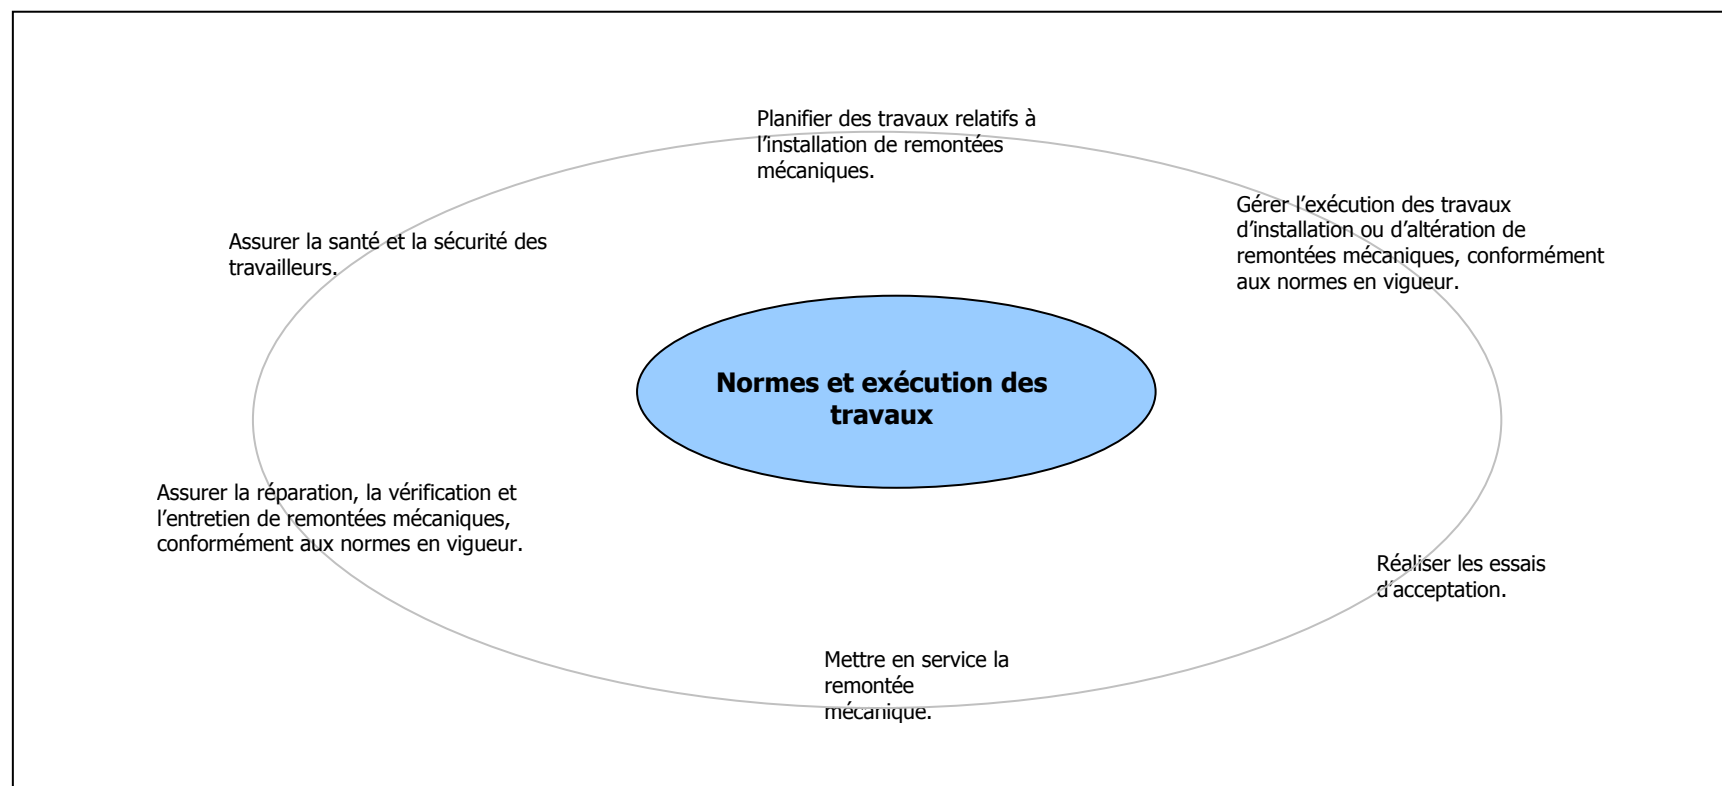 Planifier des travaux relatifs à
l’installation de remontées
mécaniques.
Gérer l’exécution des travaux
d’installation ou d’altération de
remontées mécaniques, conformément
aux normes en vigueur.
Assurer la santé et la sécurité des
travailleurs.
Normes et exécution des
travaux
Assurer la réparation, la vérification et
l’entretien de remontées mécaniques,
conformément aux normes en vigueur.
Réaliser les essais
d’acceptation.
Mettre en service la
remontée
mécanique.